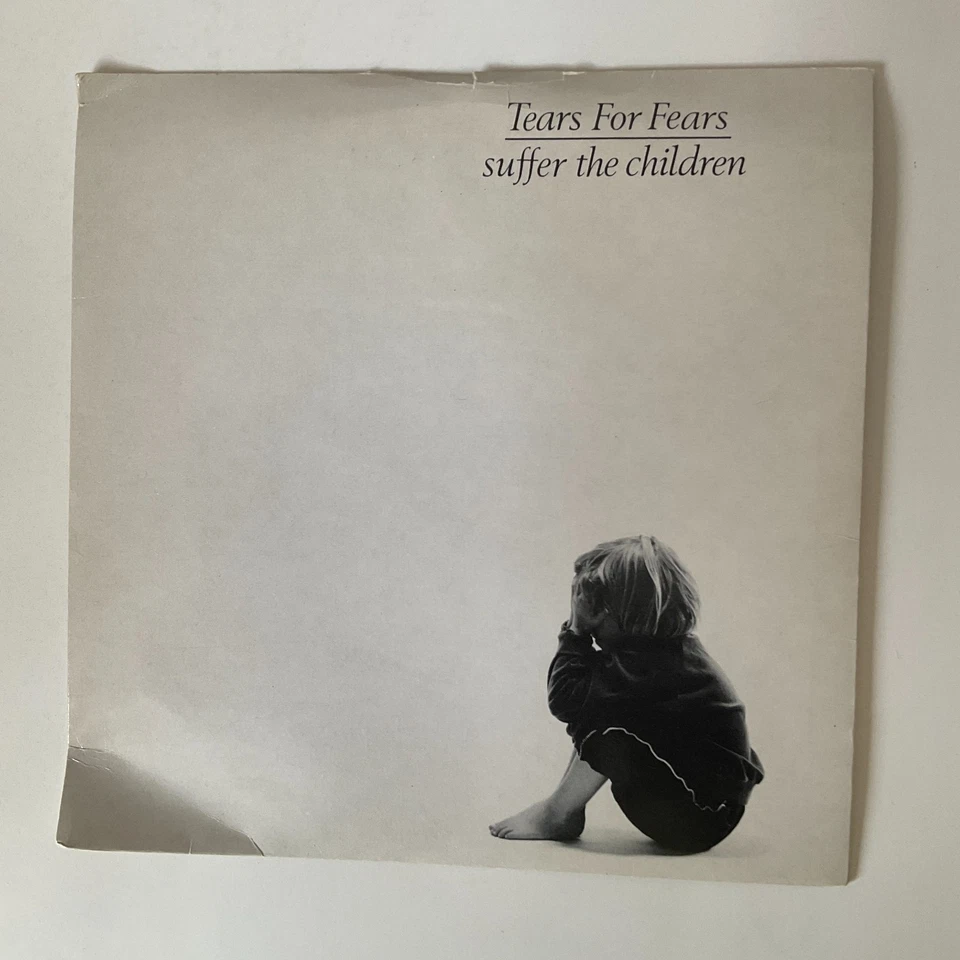 Tears For Fears
suffer the children